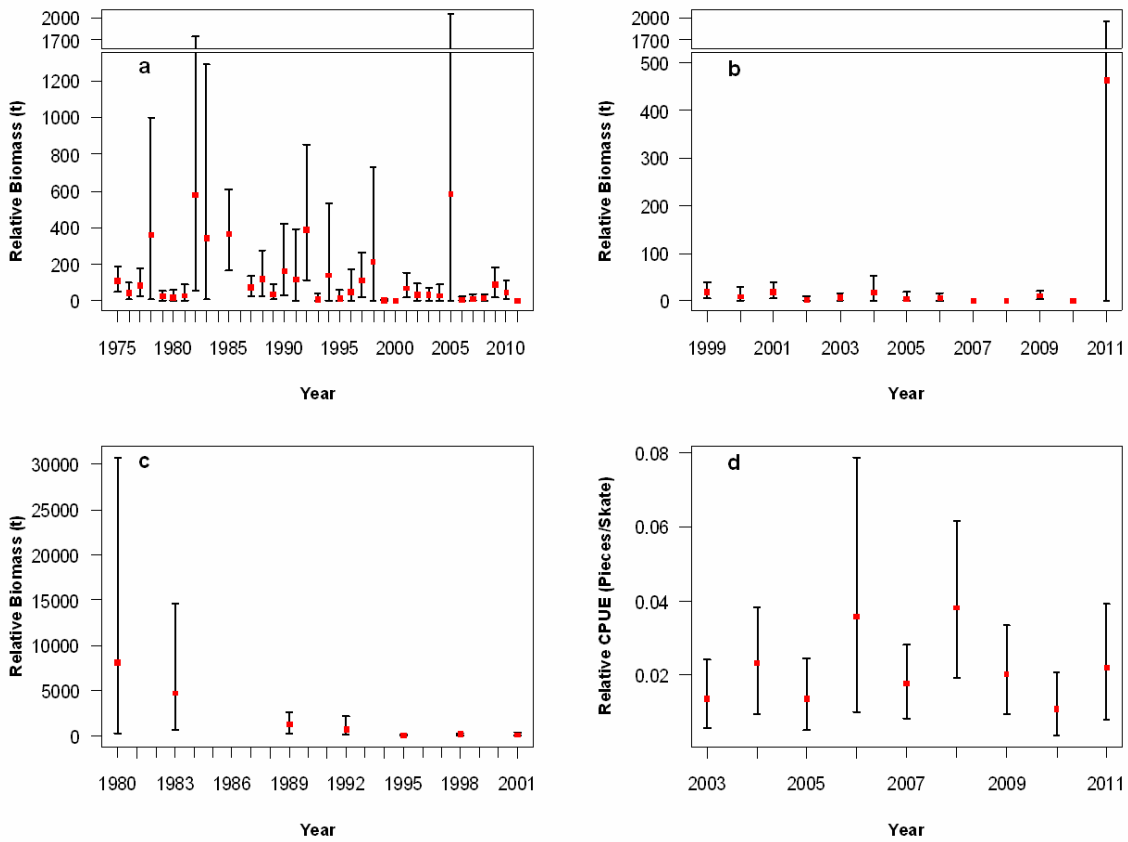 a
Relative Biomass (t)
2000
1700
1200
1000
800
600
400
200
0
1975 1980 1985 1990 1995 2000 2005 2010
Year
b
Relative Biomass (t)
2000
1700
500
400
300
200
100
0
1999 2001 2003 2005 2007 2009 2011
Year
c
Relative Biomass (t)
30000
25000
20000
15000
10000
5000
0
1980 1983 1986 1989 1992 1995 1998 2001
Year
d
Relative CPUE (Pieces/Skate)
0.08
0.06
0.04
0.02
2003 2005 2007 2009 2011
Year